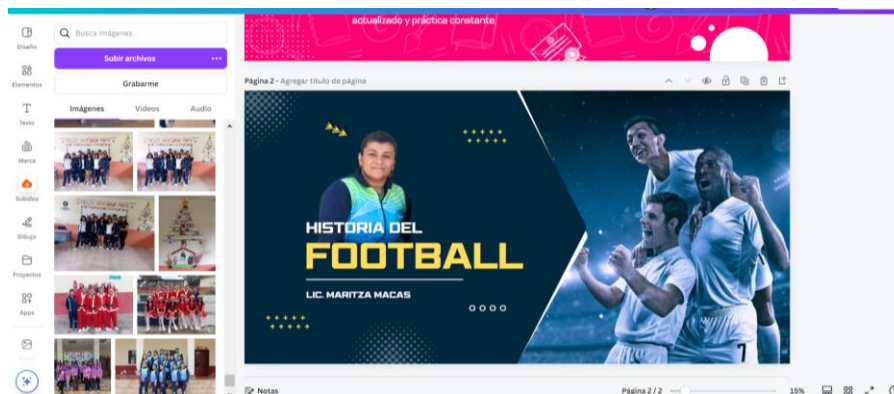 actualizado y práctica constante.
Busca imágenes
Subir archivos
Grabarme
Imágenes Videos Audio
Diseño
Elementos
Texto
Marca
Subidos
Dibujo
Proyectos
Apps
Página 2 - Agregar título de página
HISTORIA DEL
FOOTBALL
LIC. MARITZA MACAS
7
Notas
Página 2 / 2
15%